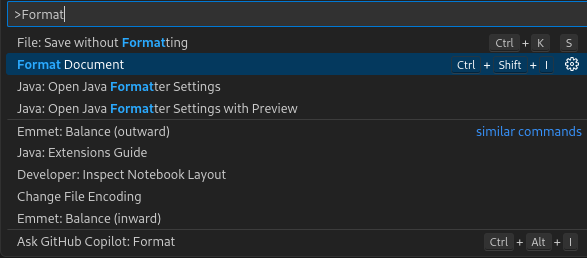 >Format
File: Save without Formatting Ctrl + K S
Format Document Ctrl + Shift + I
Java: Open Java Formatter Settings
Java: Open Java Formatter Settings with Preview
Emmet: Balance (outward) similar commands
Java: Extensions Guide
Developer: Inspect Notebook Layout
Change File Encoding
Emmet: Balance (inward)
Ask GitHub Copilot: Format Ctrl + Alt + I